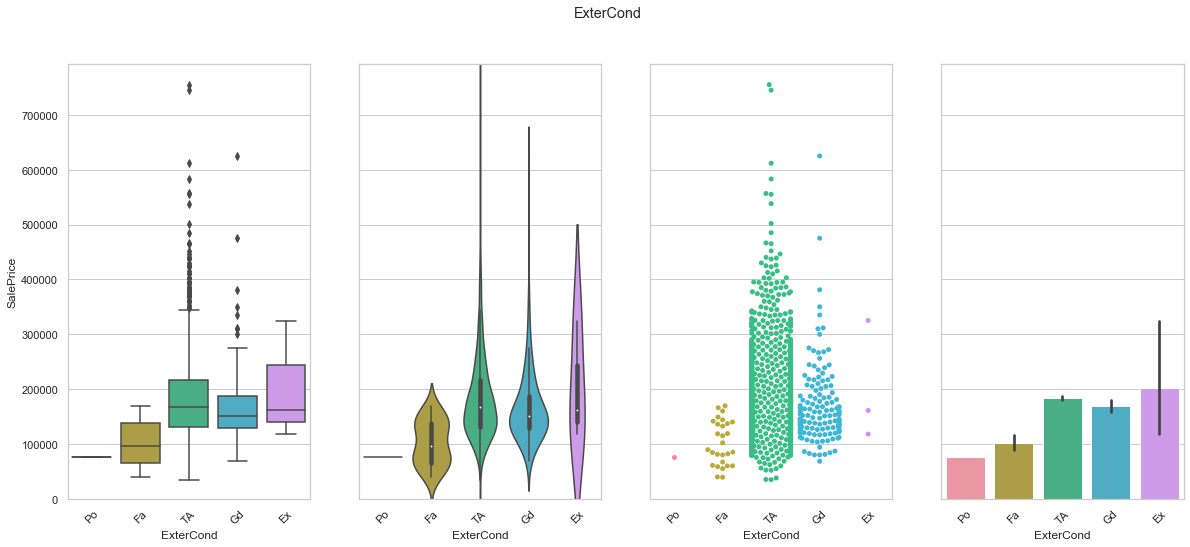 ExterCond
SalePrice
700000
600000
500000
400000
300000
200000
100000
0
Po Fa TA Gd Ex
ExterCond
Po Fa TA Gd Ex
ExterCond
Po Fa TA Gd Ex
ExterCond
Po Fa TA Gd Ex
ExterCond